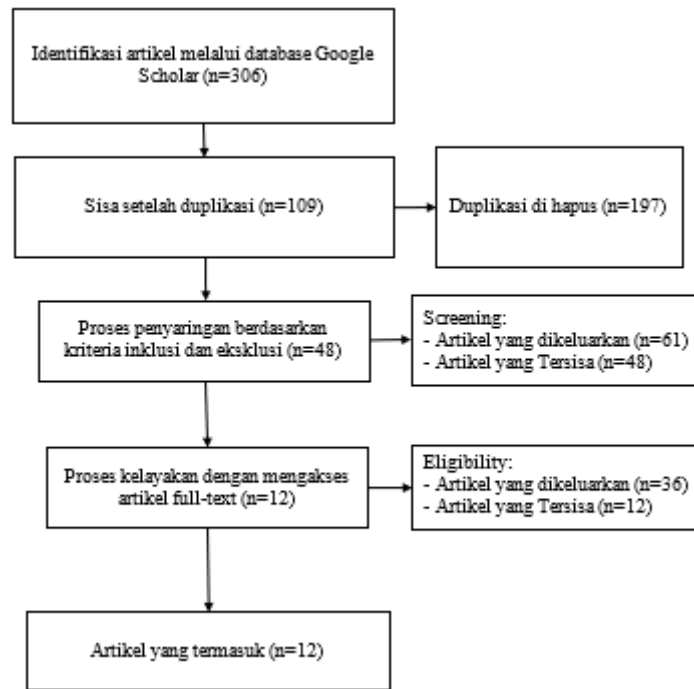 Identifikasi artikel melalui database Google
Scholar (n=306)
Sisa setelah duplikasi (n=109)
Duplikasi di hapus (n=197)
Proses penyaringan berdasarkan
kriteria inklusi dan eksklusi (n=48)
Screening:
- Artikel yang dikeluarkan (n=61)
- Artikel yang Tersisa (n=48)
Proses kelayakan dengan mengakses
artikel full-text (n=12)
Eligibility:
- Artikel yang dikeluarkan (n=36)
- Artikel yang Tersisa (n=12)
Artikel yang termasuk (n=12)